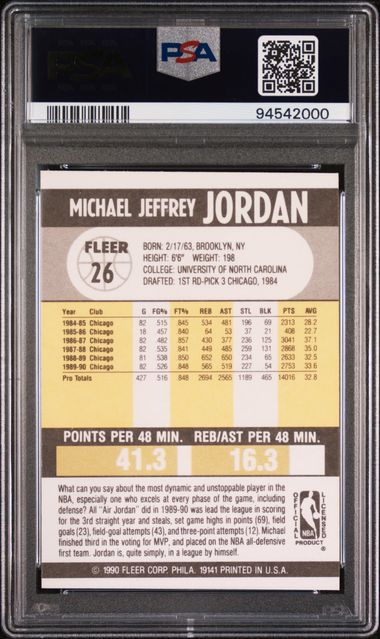 PSA
PSA
94542000
MICHAEL JEFFREY JORDAN
FLEER
26
BORN: 2/17/63, BROOKLYN, NY
HEIGHT: 6'6" WEIGHT: 198
COLLEGE: UNIVERSITY OF NORTH CAROLINA
DRAFTED: 1ST RD-PICK 3 CHICAGO, 1984
Year Club G FG% FT% REB AST STL BLK PTS AVG
1984-85 Chicago 82 515 845 534 481 196 69 2313 28.2
1985-86 Chicago 18 457 840 64 53 37 21 408 22.7
1986-87 Chicago 82 482 857 430 377 236 125 3041 37.1
1987-88 Chicago 82 535 841 449 485 259 131 2868 35.0
1988-89 Chicago 81 538 850 652 650 234 65 2633 32.5
1989-90 Chicago 82 526 848 565 519 227 54 2753 33.6
Pro Totals 427 516 848 2694 2565 1189 465 14016 32.8
POINTS PER 48 MIN. REB/AST PER 48 MIN.
41.3 16.3
What can you say about the most dynamic and unstoppable player in the
NBA, especially one who excels at every phase of the game, including
defense? All "Air Jordan" did in 1989-90 was lead the league in scoring
for the 3rd straight year and steals, set game highs in points (69), field
goals (23), field-goal attempts (43), and three-point attempts (12). Michael
finished third in the voting for MVP, and placed on the NBA all-defensive
first team. Jordan is, quite simply, in a league by himself.
OFFICIAL LICENSED
NBA
PRODUCT
®
© 1990 FLEER CORP. PHILA. 19141 PRINTED IN U.S.A.